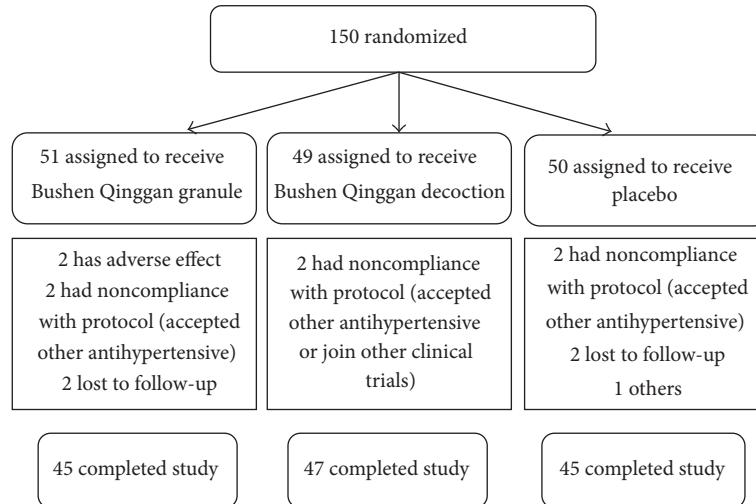 150 randomized
51 assigned to receive
Bushen Qinggan granule
49 assigned to receive
Bushen Qinggan decoction
50 assigned to receive
placebo
2 has adverse effect
2 had noncompliance
with protocol (accepted
other antihypertensive)
2 lost to follow-up
2 had noncompliance
with protocol (accepted
other antihypertensive
or join other clinical
trials)
2 had noncompliance
with protocol (accepted
other antihypertensive)
2 lost to follow-up
1 others
45 completed study
47 completed study
45 completed study